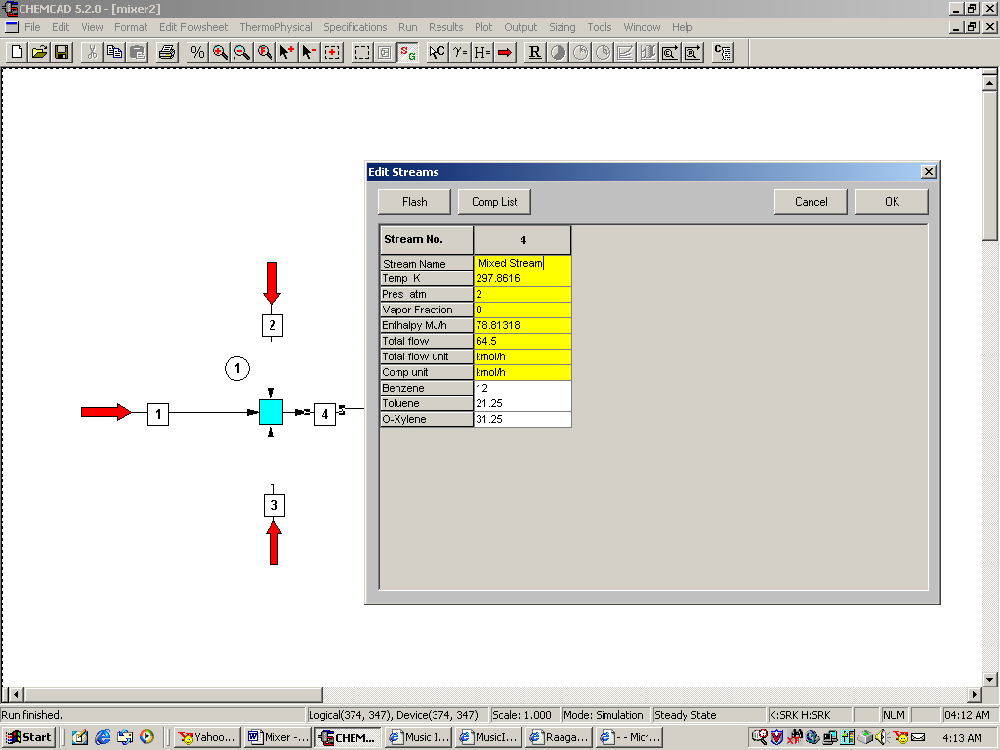 CHEMCAD 5.2.0 - [mixer2]
File Edit View Format Edit Flowsheet ThermoPhysical Specifications Run Results Plot Output Sizing Tools Window Help
% S G C γ= H= R C
Edit Streams
Flash Comp List Cancel OK
Stream No. 4
Stream Name Mixed Stream
Temp K 297.8616
Pres atm 2
Vapor Fraction 0
Enthalpy MJ/h 78.81318
Total flow 64.5
Total flow unit kmol/h
Comp unit kmol/h
Benzene 12
Toluene 21.25
O-Xylene 31.25
2
1
1
4
3
Run finished. Logical(374, 347), Device(374, 347) Scale: 1.000 Mode: Simulation Steady State K:SRK H:SRK NUM 04:12 AM
Start Yahoo... Mixer -... CHEM... Music I... MusicI... Raaga... - - Micr... 4:13 AM